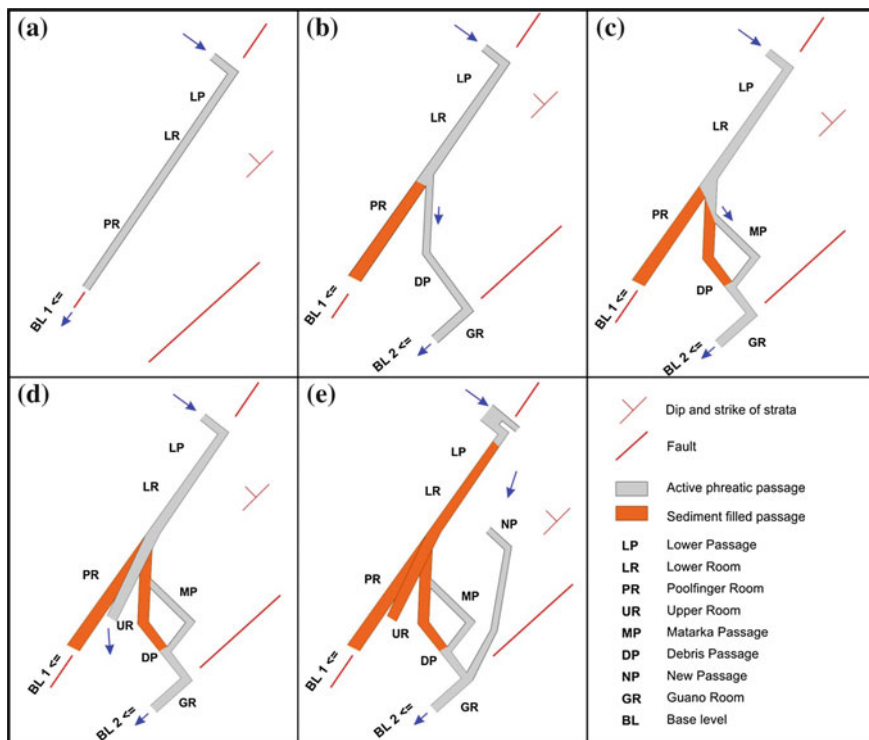 (a)
LP
LR
PR
BL 1 <=
(b)
LP
LR
PR
BL 1 <=
DP
GR
BL 2 <=
(c)
LP
LR
PR
MP
BL 1 <=
DP
GR
BL 2 <=
(d)
LP
LR
PR
MP
UR
BL 1 <=
DP
GR
BL 2 <=
(e)
LP
LR
NP
PR
MP
UR
BL 1 <=
DP
GR
BL 2 <=
Dip and strike of strata
Fault
Active phreatic passage
Sediment filled passage
LP Lower Passage
LR Lower Room
PR Poolfinger Room
UR Upper Room
MP Matarka Passage
DP Debris Passage
NP New Passage
GR Guano Room
BL Base level